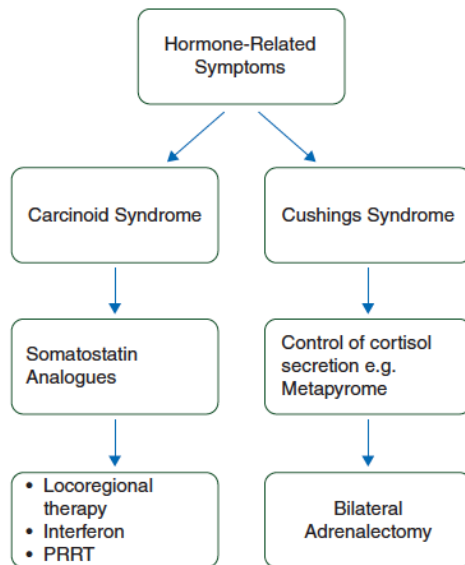 Hormone-Related
Symptoms
Carcinoid Syndrome
Cushings Syndrome
Somatostatin
Analogues
Control of cortisol
secretion e.g.
Metapyrome
• Locoregional
therapy
• Interferon
• PRRT
Bilateral
Adrenalectomy